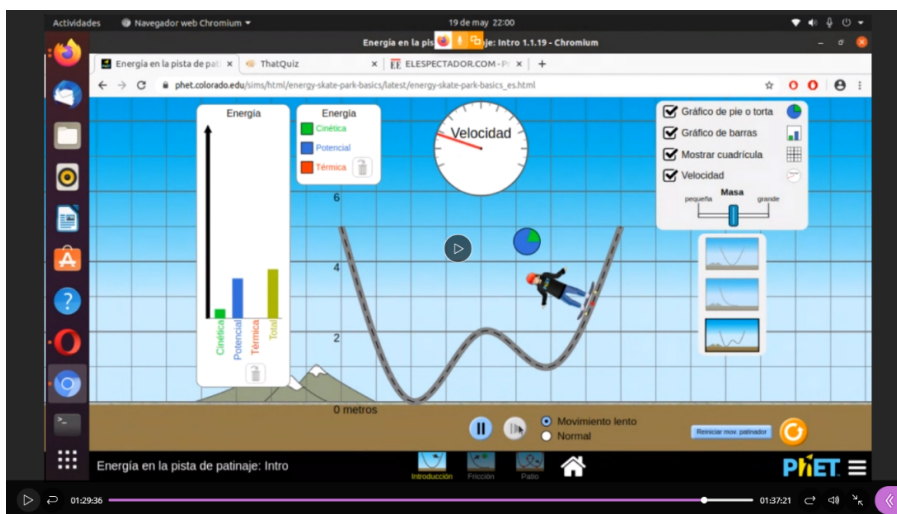 Actividades
Navegador web Chromium
19 de may 22:00
Energía en la pis
je: Intro 1.1.19 - Chromium
Energía en la pista de pat
ThatQuiz
ELESPECTADOR.COM - P
phet.colorado.edu/sims/html/energy-skate-park-basics/latest/energy-skate-park-basics_es.html
Energía
Cinética
Potencial
Térmica
Total
Energía
Cinética
Potencial
Térmica
Velocidad
Gráfico de pie o torta
Gráfico de barras
Mostrar cuadrícula
Velocidad
Masa
pequeña
grande
6
4
2
0 metros
Movimiento lento
Normal
Reiniciar mov. patinador
Energía en la pista de patinaje: Intro
Introducción
Fricción
Patio
PhET
01:29:36
01:37:21